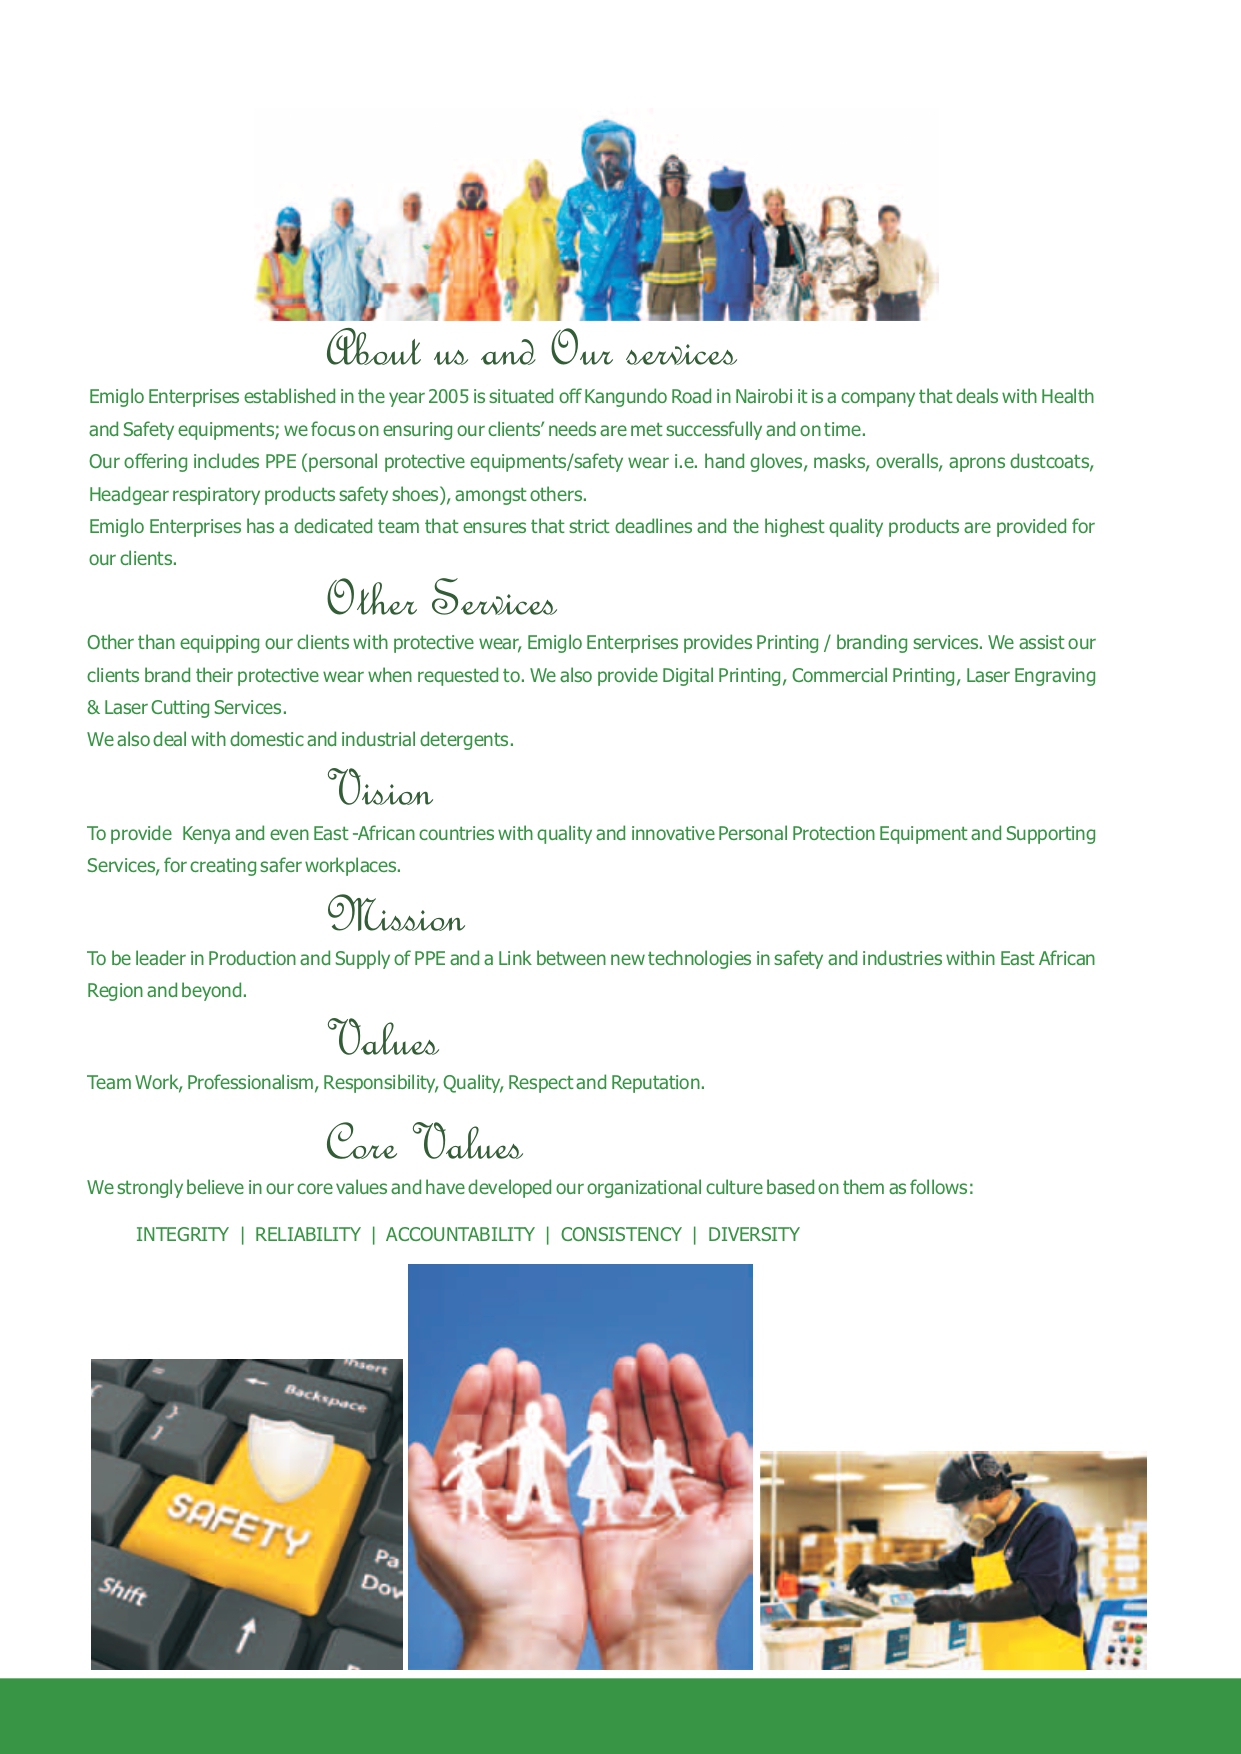 About us and Our services
Emiglo Enterprises established in the year 2005 is situated off Kangundo Road in Nairobi it is a company that deals with Health
and Safety equipments; we focus on ensuring our clients’ needs are met successfully and on time.
Our offering includes PPE (personal protective equipments/safety wear i.e. hand gloves, masks, overalls, aprons dustcoats,
Headgear respiratory products safety shoes), amongst others.
Emiglo Enterprises has a dedicated team that ensures that strict deadlines and the highest quality products are provided for
our clients.
Other Services
Other than equipping our clients with protective wear, Emiglo Enterprises provides Printing / branding services. We assist our
clients brand their protective wear when requested to. We also provide Digital Printing, Commercial Printing, Laser Engraving
& Laser Cutting Services.
We also deal with domestic and industrial detergents.
Vision
To provide Kenya and even East -African countries with quality and innovative Personal Protection Equipment and Supporting
Services, for creating safer workplaces.
Mission
To be leader in Production and Supply of PPE and a Link between new technologies in safety and industries within East African
Region and beyond.
Values
Team Work, Professionalism, Responsibility, Quality, Respect and Reputation.
Core Values
We strongly believe in our core values and have developed our organizational culture based on them as follows:
INTEGRITY | RELIABILITY | ACCOUNTABILITY | CONSISTENCY | DIVERSITY
Insert
=
Backspace
{
}
]
SAFETY
Pa
Dow
Shift